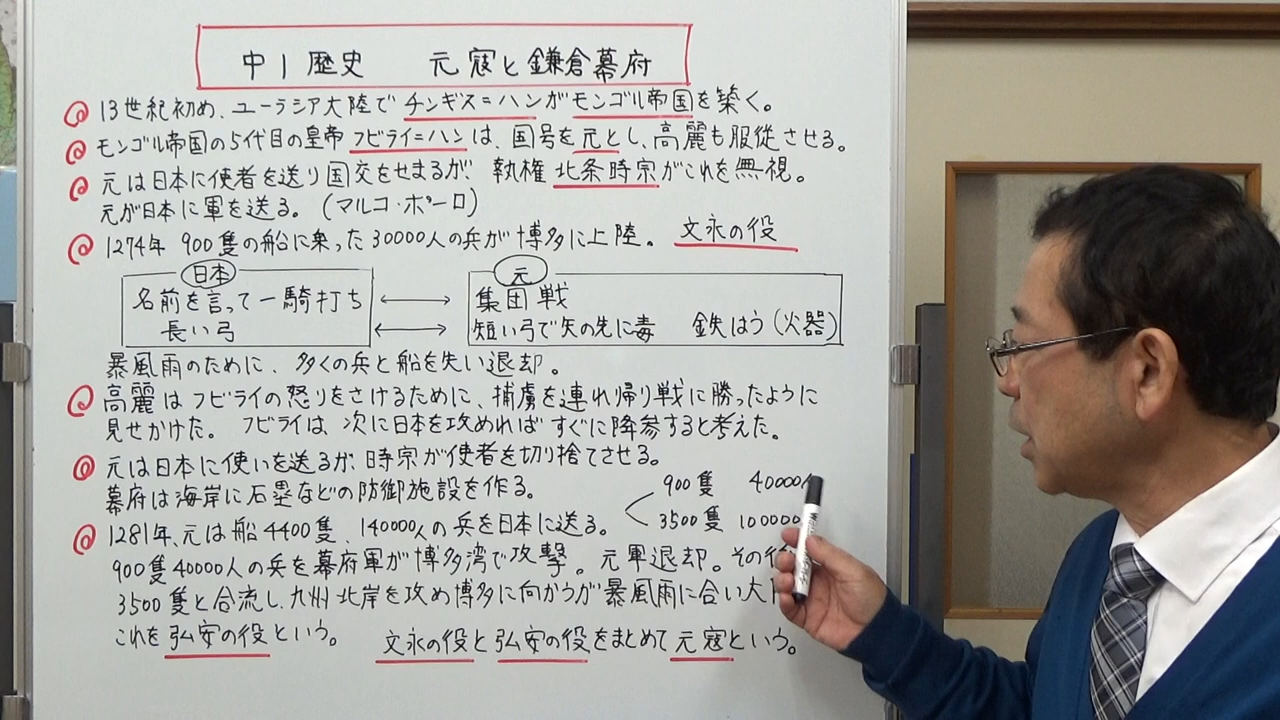 中1歴史 元寇と鎌倉幕府
13世紀初め、ユーラシア大陸でチンギス=ハンがモンゴル帝国を築く。
モンゴル帝国の5代目の皇帝フビライ=ハンは、国号を元とし、高麗も服従させる。
元は日本に使者を送り国交をせまるが、執権北条時宗がこれを無視。
元が日本に軍を送る。(マルコ・ポーロ)
1274年 900隻の船に乗った30000人の兵が博多に上陸。 文永の役
日本
名前を言って一騎打ち
長い弓
元
集団戦
短い弓で矢の先に毒 鉄はう(火器)
暴風雨のために、多くの兵と船を失い退却。
高麗はフビライの怒りをさけるために、捕虜を連れ帰り戦に勝ったように
見せかけた。 フビライは、次に日本を攻めればすぐに降参すると考えた。
元は日本に使いを送るが、時宗が使者を切り捨てさせる。
幕府は海岸に石塁などの防御施設を作る。
1281年、元は船4400隻、140000人の兵を日本に送る。
900隻 40000
3500隻 100000
900隻40000人の兵を幕府軍が博多湾で攻撃。元軍退却。その後
3500隻と合流し、九州北岸を攻め博多に向かうが暴風雨に合い大
これを弘安の役という。 文永の役と弘安の役をまとめて元寇という。